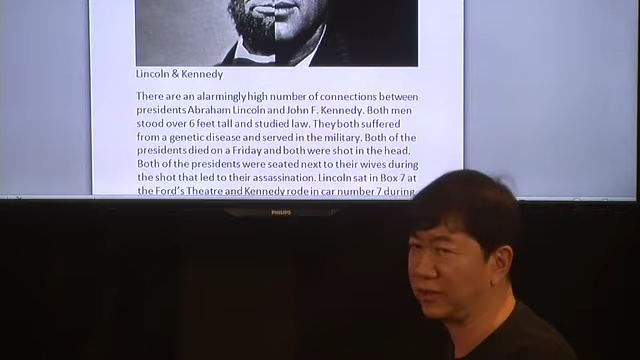 Lincoln & Kennedy
There are an alarmingly high number of connections between
presidents Abraham Lincoln and John F. Kennedy. Both men
stood over 6 feet tall and studied law. They both suffered
from a genetic disease and served in the military. Both of the
presidents died on a Friday and both were shot in the head.
Both of the presidents were seated next to their wives during
the shot that led to their assassination. Lincoln sat in Box 7 at
the Ford's Theatre and Kennedy rode in car number 7 during
PHILIPS